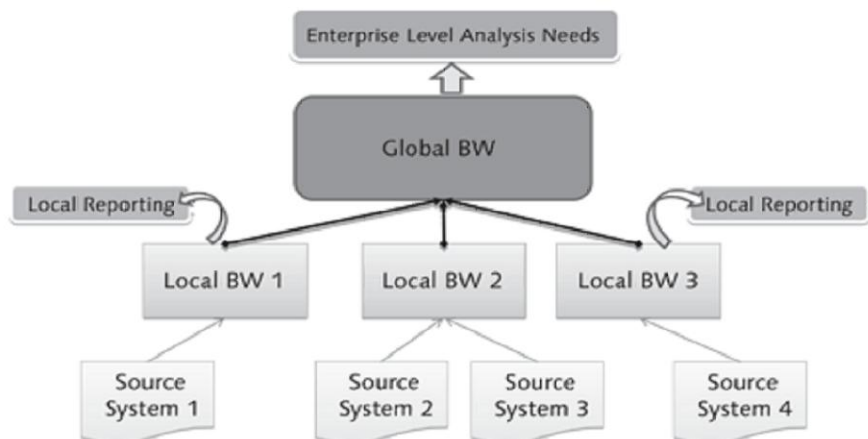 Enterprise Level Analysis Needs
Global BW
Local Reporting
Local Reporting
Local BW 1
Local BW 2
Local BW 3
Source
System 1
Source
System 2
Source
System 3
Source
System 4